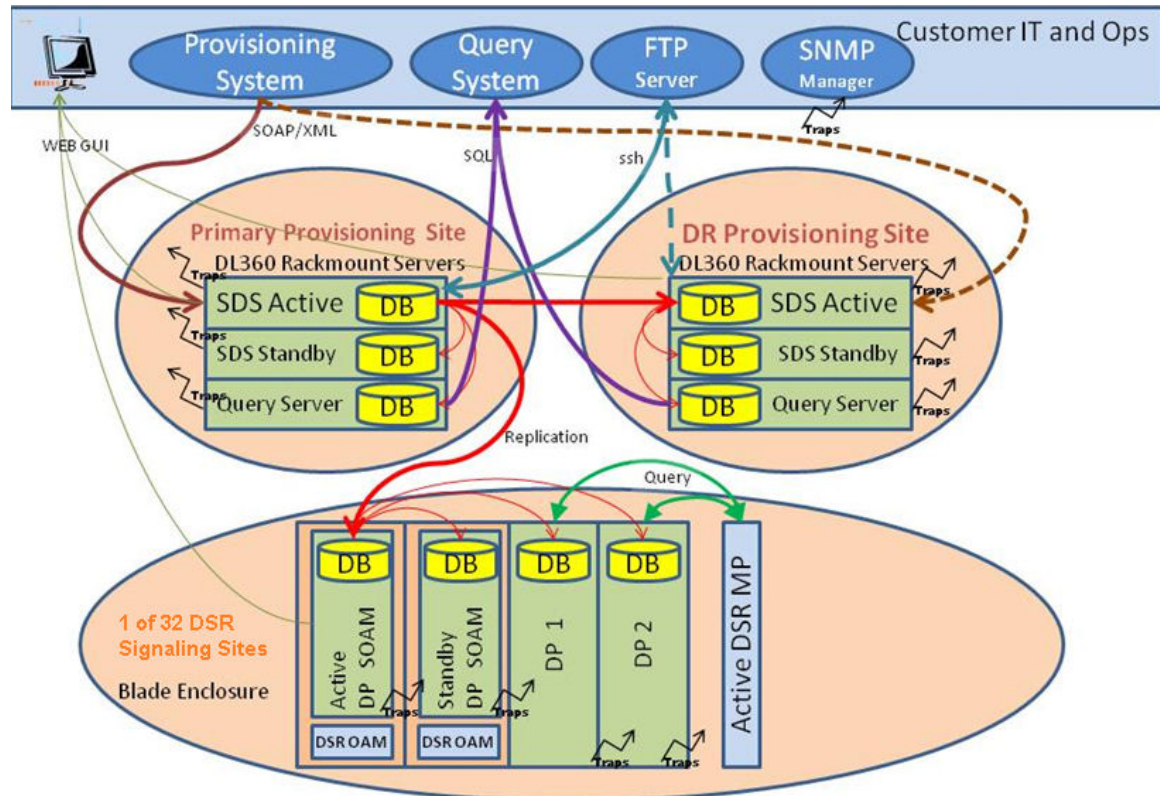 Customer IT and Ops
Provisioning
System
Query
System
FTP
Server
SNMP
Manager
Traps
WEB GUI
SOAP/XML
SQL
ssh
Primary Provisioning Site
DL360 Rackmount Servers
Traps
SDS Active
DB
Traps
SDS Standby
DB
Traps
Query Server
DB
DR Provisioning Site
DL360 Rackmount Servers
DB
SDS Active
Traps
DB
SDS Standby
Traps
DB
Query Server
Traps
Replication
Query
1 of 32 DSR
Signaling Sites
Blade Enclosure
DB
Active
DP SOAM
Traps
DSR OAM
DB
Standby
DP SOAM
Traps
DSR OAM
DB
DP 1
Traps
DB
DP 2
Traps
Active DSR MP